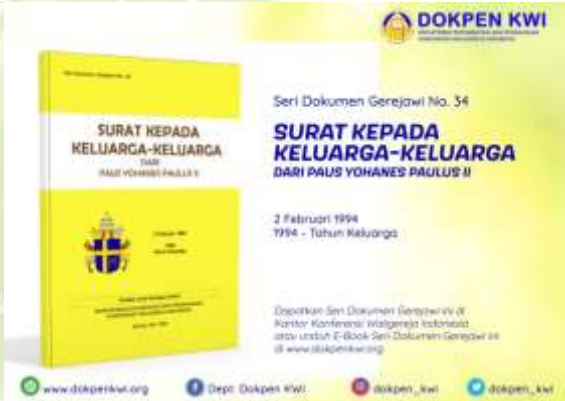 DOKPEN KWI
SURAT KEPADA
KELUARGA-KELUARGA
DARI
PAUS YOHANES PAULUS II
Seri Dokumen Gerejawi No. 34
SURAT KEPADA
KELUARGA-KELUARGA
DARI PAUS YOHANES PAULUS II
2 Februari 1994
1994 - Tahun Keluarga
Dapatkan Seri Dokumen Gerejawi ini di
Kantor Konferensi Waligereja Indonesia
atau unduh E-Book Seri Dokumen Gerejawi ini
di www.dokpenkwi.org
www.dokpenkwi.org
Dept. Dokpen KWI
dokpen_kwi
dokpen_kwi